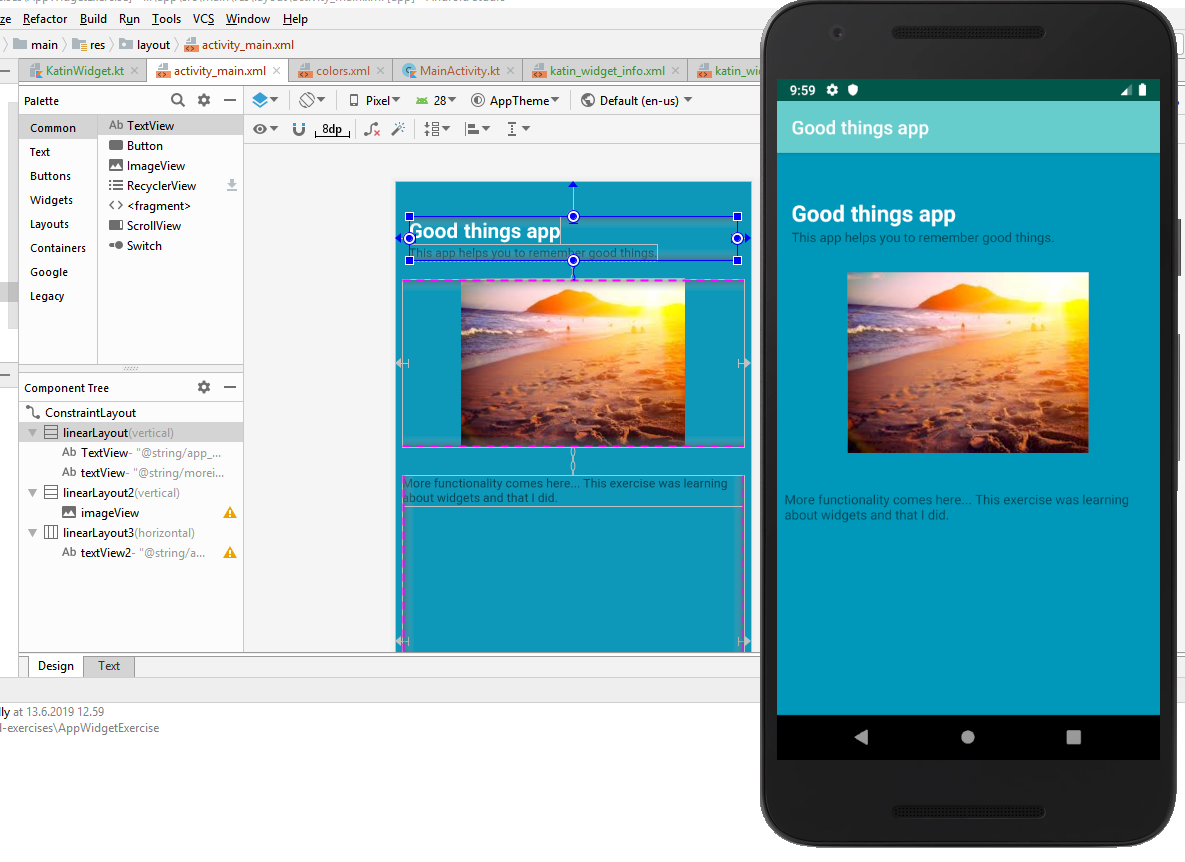 ze Refactor Build Run Tools VCS Window Help
main res layout activity_main.xml
KatinWidget.kt activity_main.xml colors.xml MainActivity.kt katin_widget_info.xml katin_wi
Palette
Pixel 28 AppTheme Default (en-us)
8dp
Common
Text
Buttons
Widgets
Layouts
Containers
Google
Legacy
Ab TextView
Button
ImageView
RecyclerView
<fragment>
ScrollView
Switch
Component Tree
ConstraintLayout
linearLayout(vertical)
Ab TextView- "@string/app_...
Ab textView- "@string/morei...
linearLayout2(vertical)
imageView
linearLayout3(horizontal)
Ab textView2- "@string/a...
Good things app
This app helps you to remember good things.
More functionality comes here... This exercise was learning
about widgets and that I did.
Design Text
lly at 13.6.2019 12.59
l-exercises\AppWidgetExercise
9:59
Good things app
Good things app
This app helps you to remember good things.
More functionality comes here... This exercise was learning
about widgets and that I did.